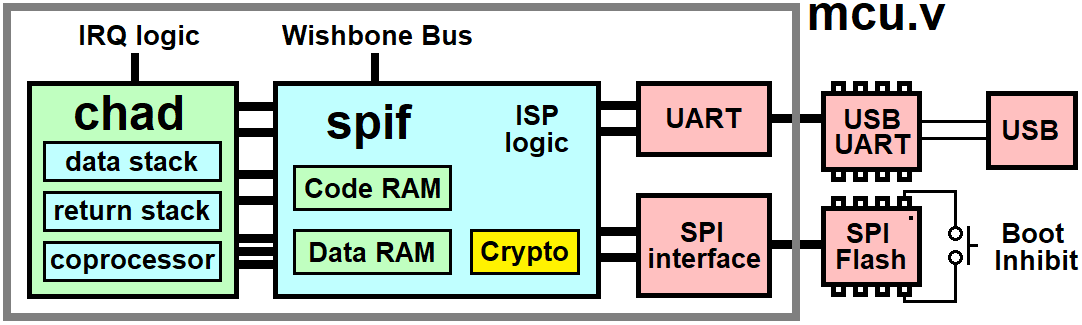 mcu.v
IRQ logic
Wishbone Bus
chad
data stack
return stack
coprocessor
spif
ISP
logic
Code RAM
Data RAM
Crypto
UART
SPI
interface
USB
UART
USB
SPI
Flash
Boot
Inhibit